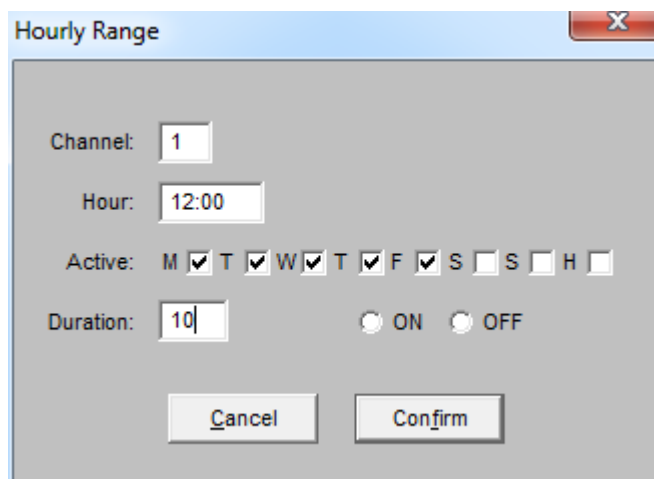 Hourly Range
Channel: 1
Hour: 12:00
Active: M T W T F S S H
Duration: 10 ON OFF
Cancel Confirm